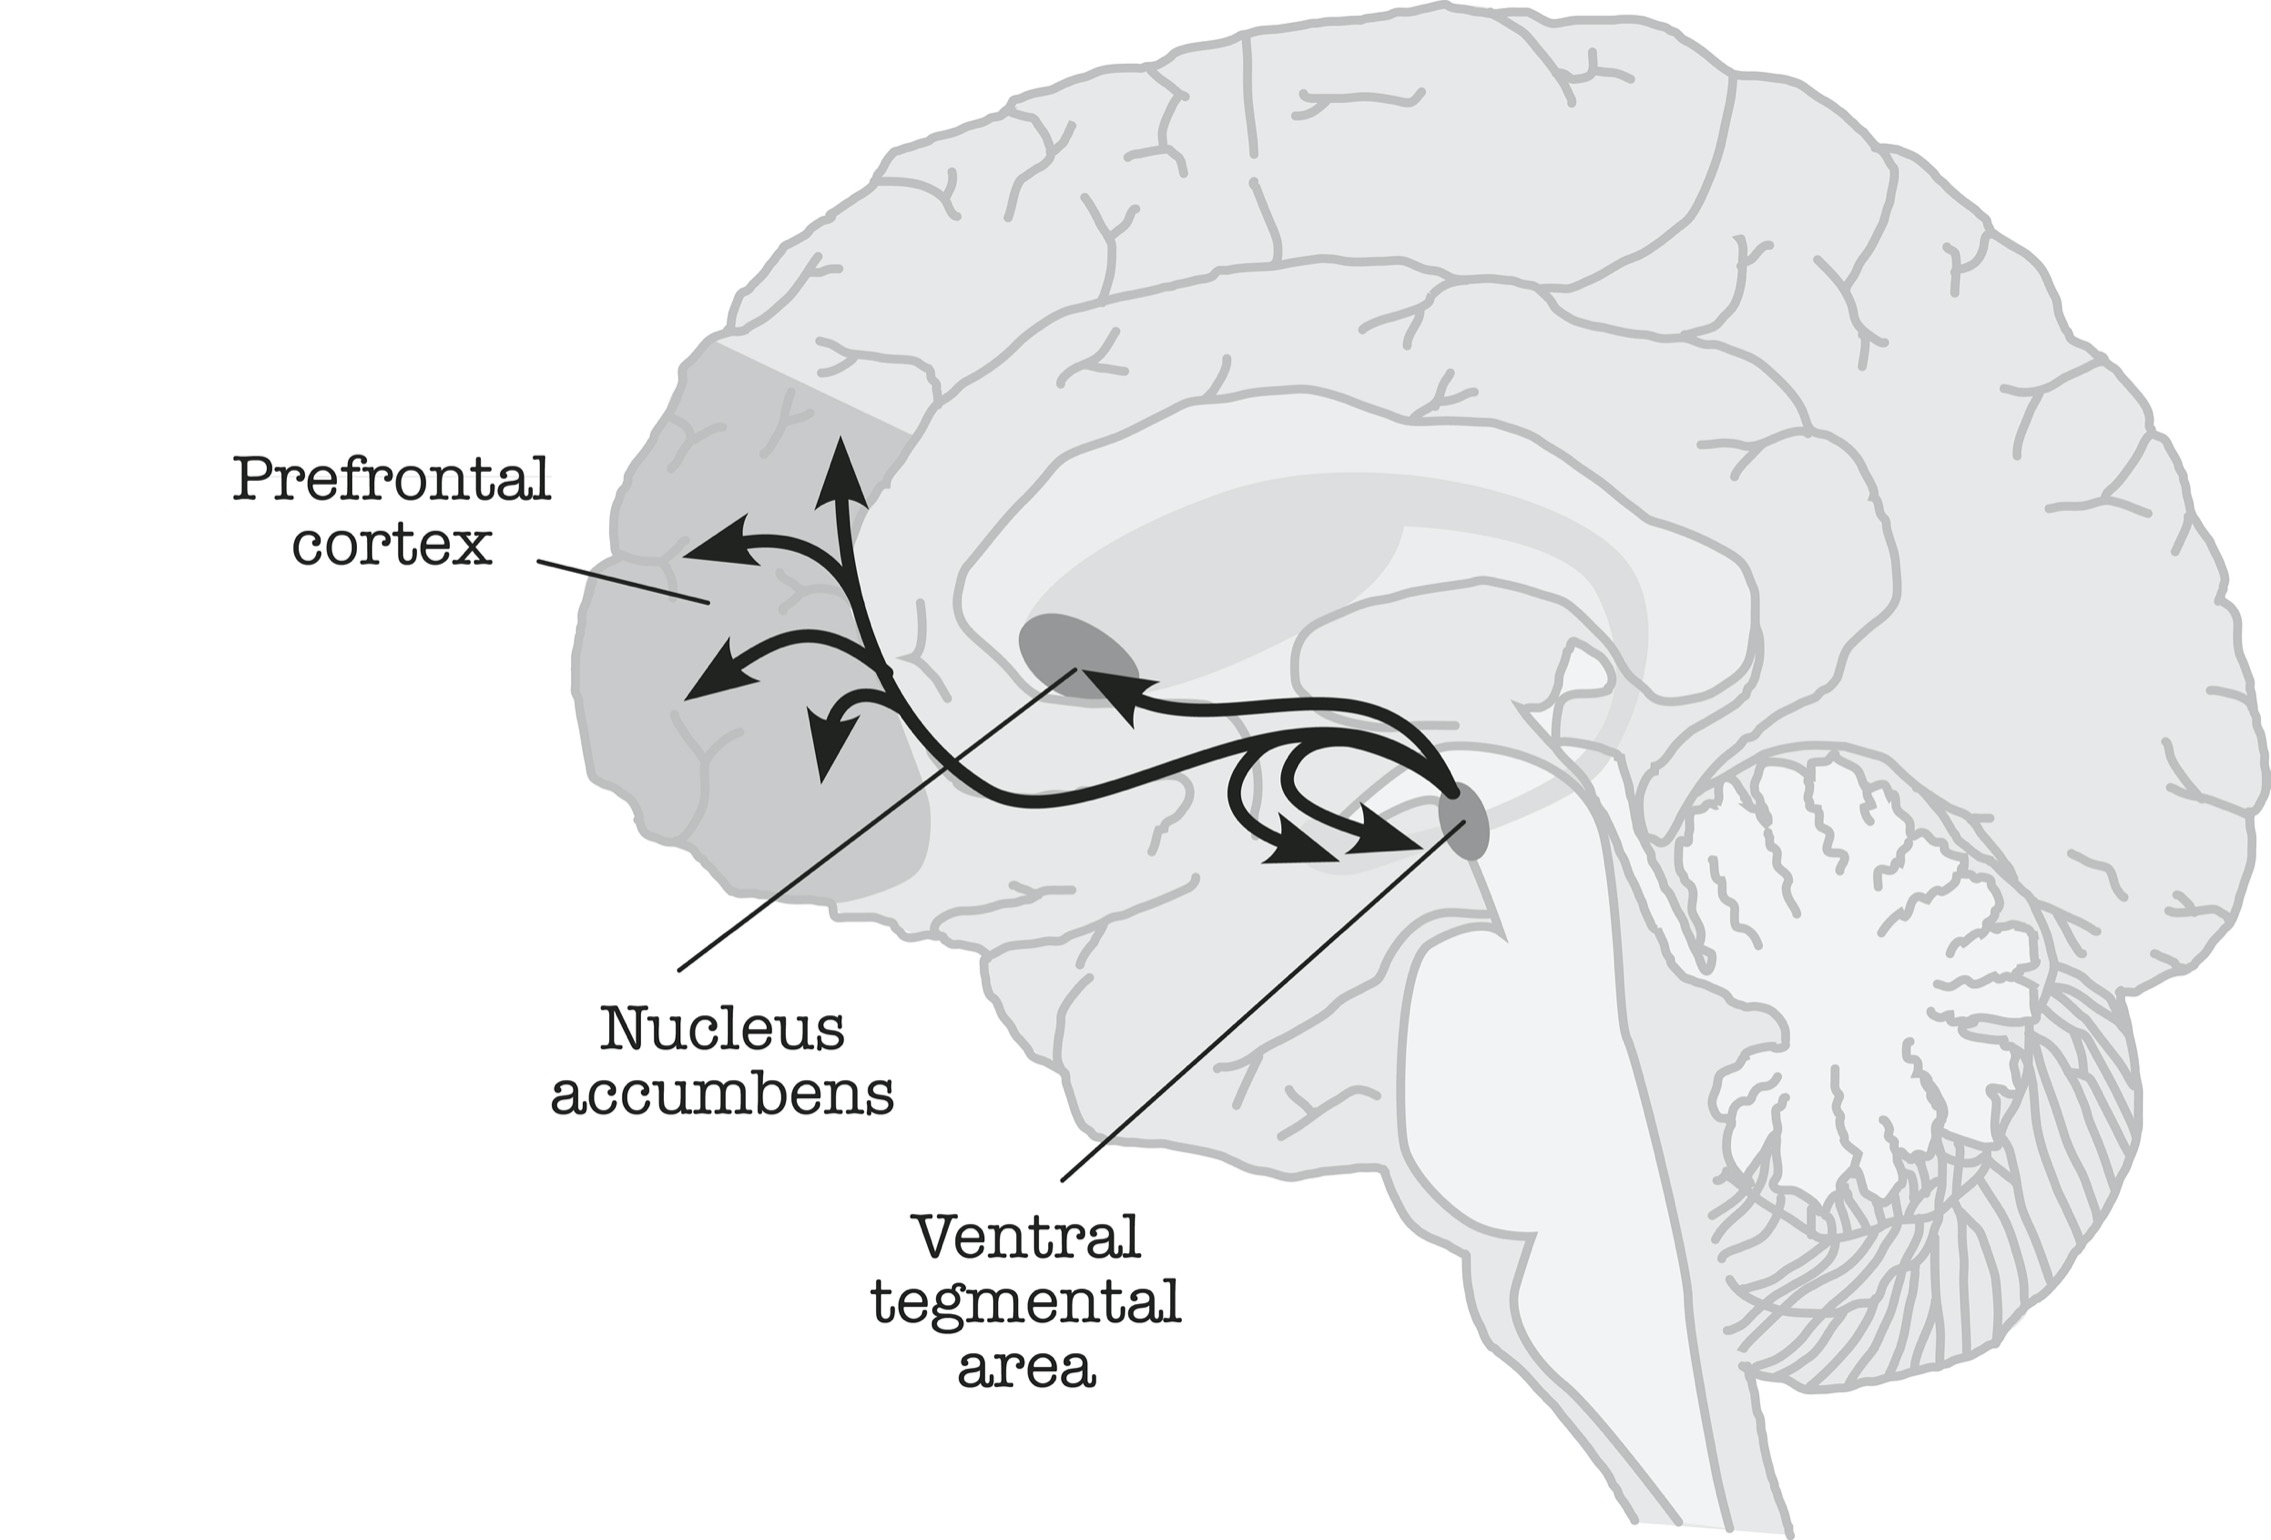 Prefrontal
cortex
Nucleus
accumbens
Ventral
tegmental
area